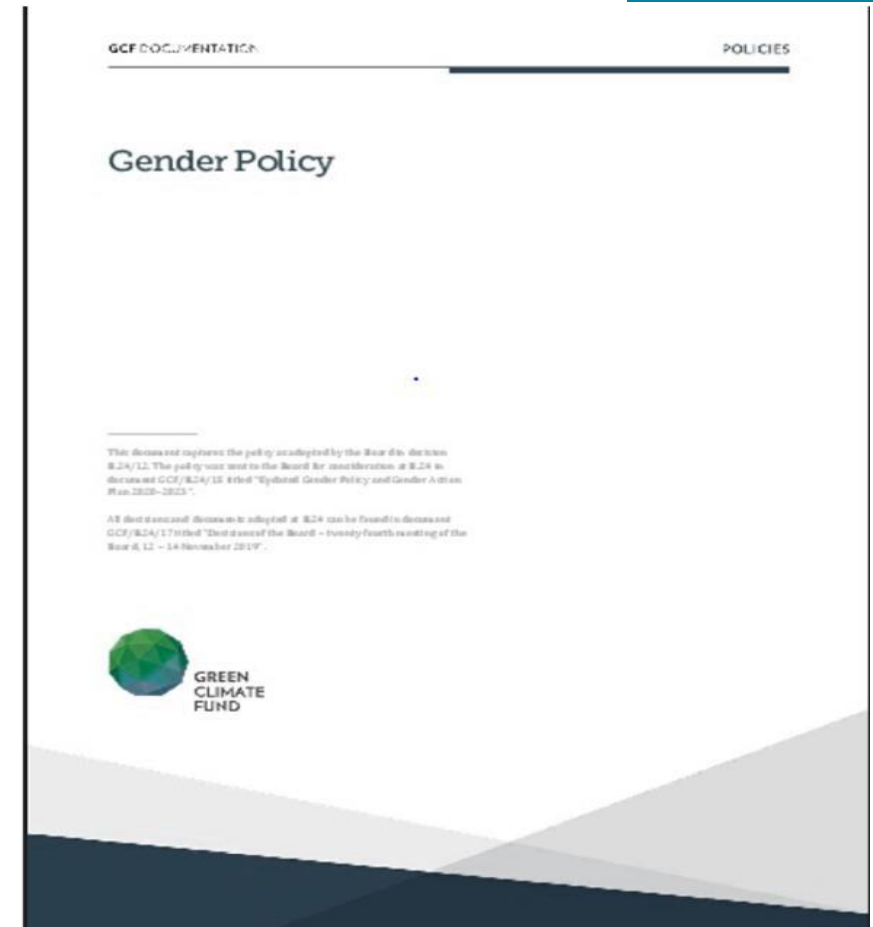 GCF DOCUMENTATION
POLICIES
Gender Policy
This document captures the policy as adopted by the Board in decision
B.24/12. The policy was sent to the Board for consideration at B.24 in
document GCF/B.24/15 titled "Updated Gender Policy and Gender Action
Plan 2020–2023".
All decisions and documents adopted at B.24 can be found in document
GCF/B.24/17 titled "Decisions of the Board – twenty-fourth meeting of the
Board, 12 – 14 November 2019".
GREEN
CLIMATE
FUND